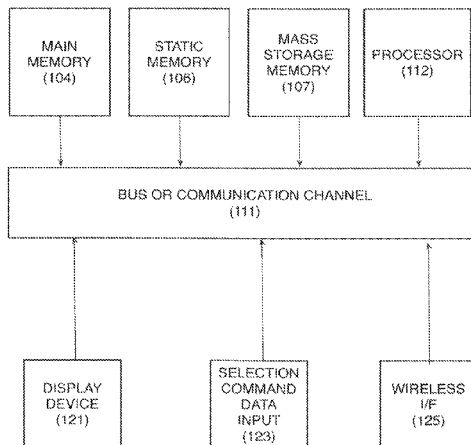 MAIN
MEMORY
(104)
STATIC
MEMORY
(106)
MASS
STORAGE
MEMORY
(107)
PROCESSOR
(112)
BUS OR COMMUNICATION CHANNEL
(111)
DISPLAY
DEVICE
(121)
SELECTION
COMMAND
DATA
INPUT
(123)
WIRELESS
I/F
(125)